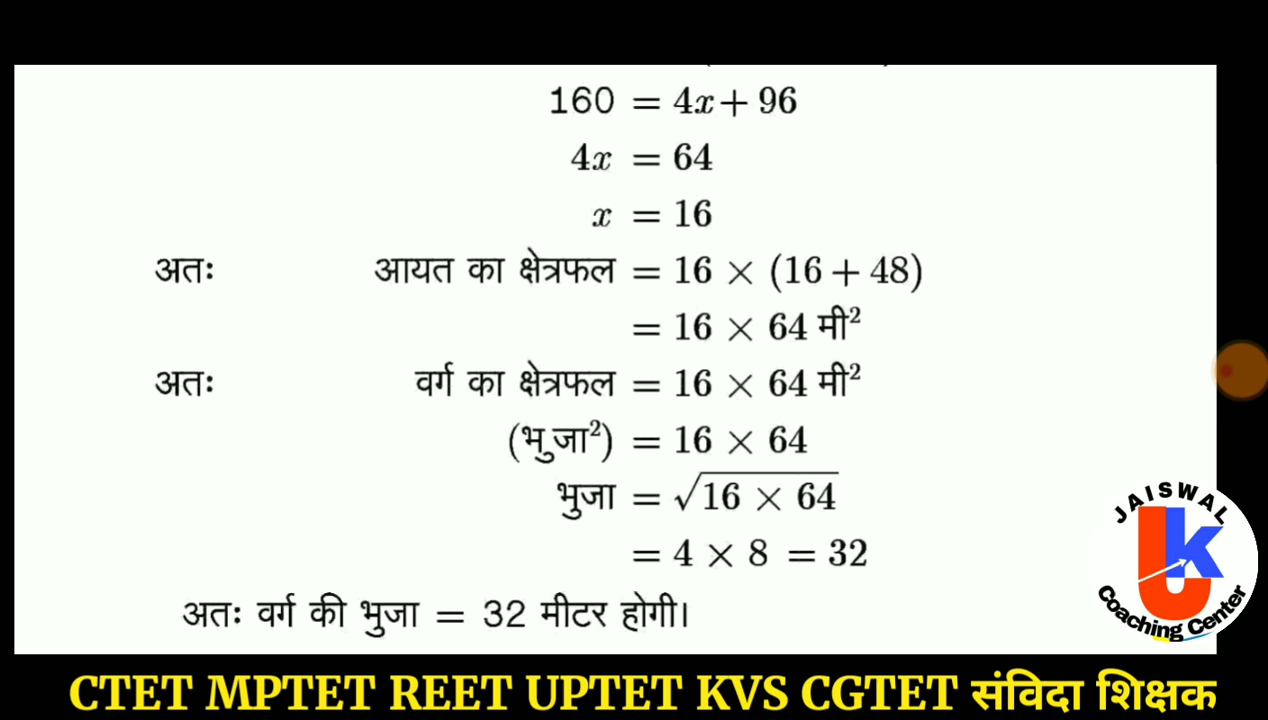 160 = 4x + 96
4x = 64
x = 16
अतः आयत का क्षेत्रफल = 16 × (16 + 48)
= 16 × 64 मी²
अतः वर्ग का क्षेत्रफल = 16 × 64 मी²
(भुजा²) = 16 × 64
भुजा = √16 × 64
= 4 × 8 = 32
अतः वर्ग की भुजा = 32 मीटर होगी।
JAISWAL
JK
Coaching Center
CTET MPTET REET UPTET KVS CGTET संविदा शिक्षक